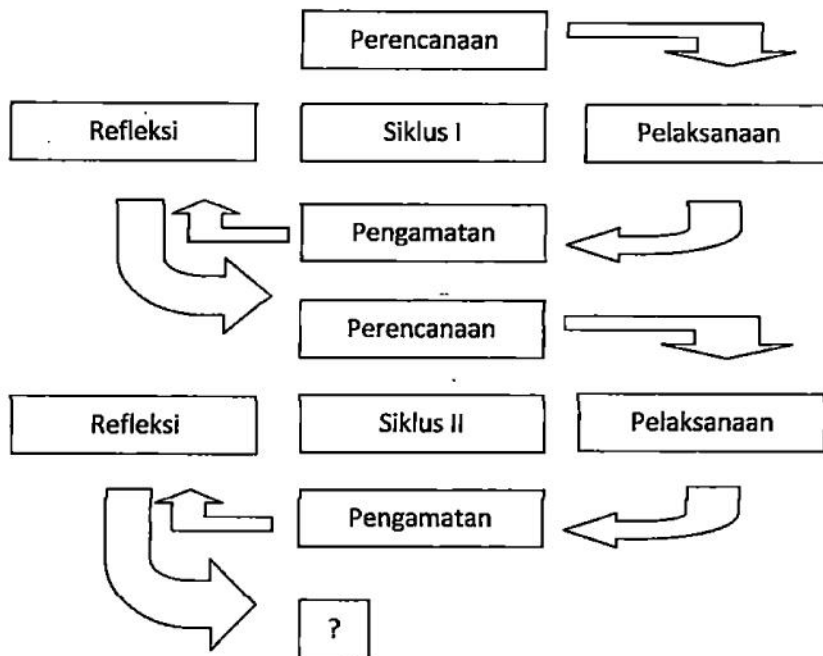 Perencanaan
Refleksi
Siklus I
Pelaksanaan
Pengamatan
Perencanaan
Refleksi
Siklus II
Pelaksanaan
Pengamatan
?